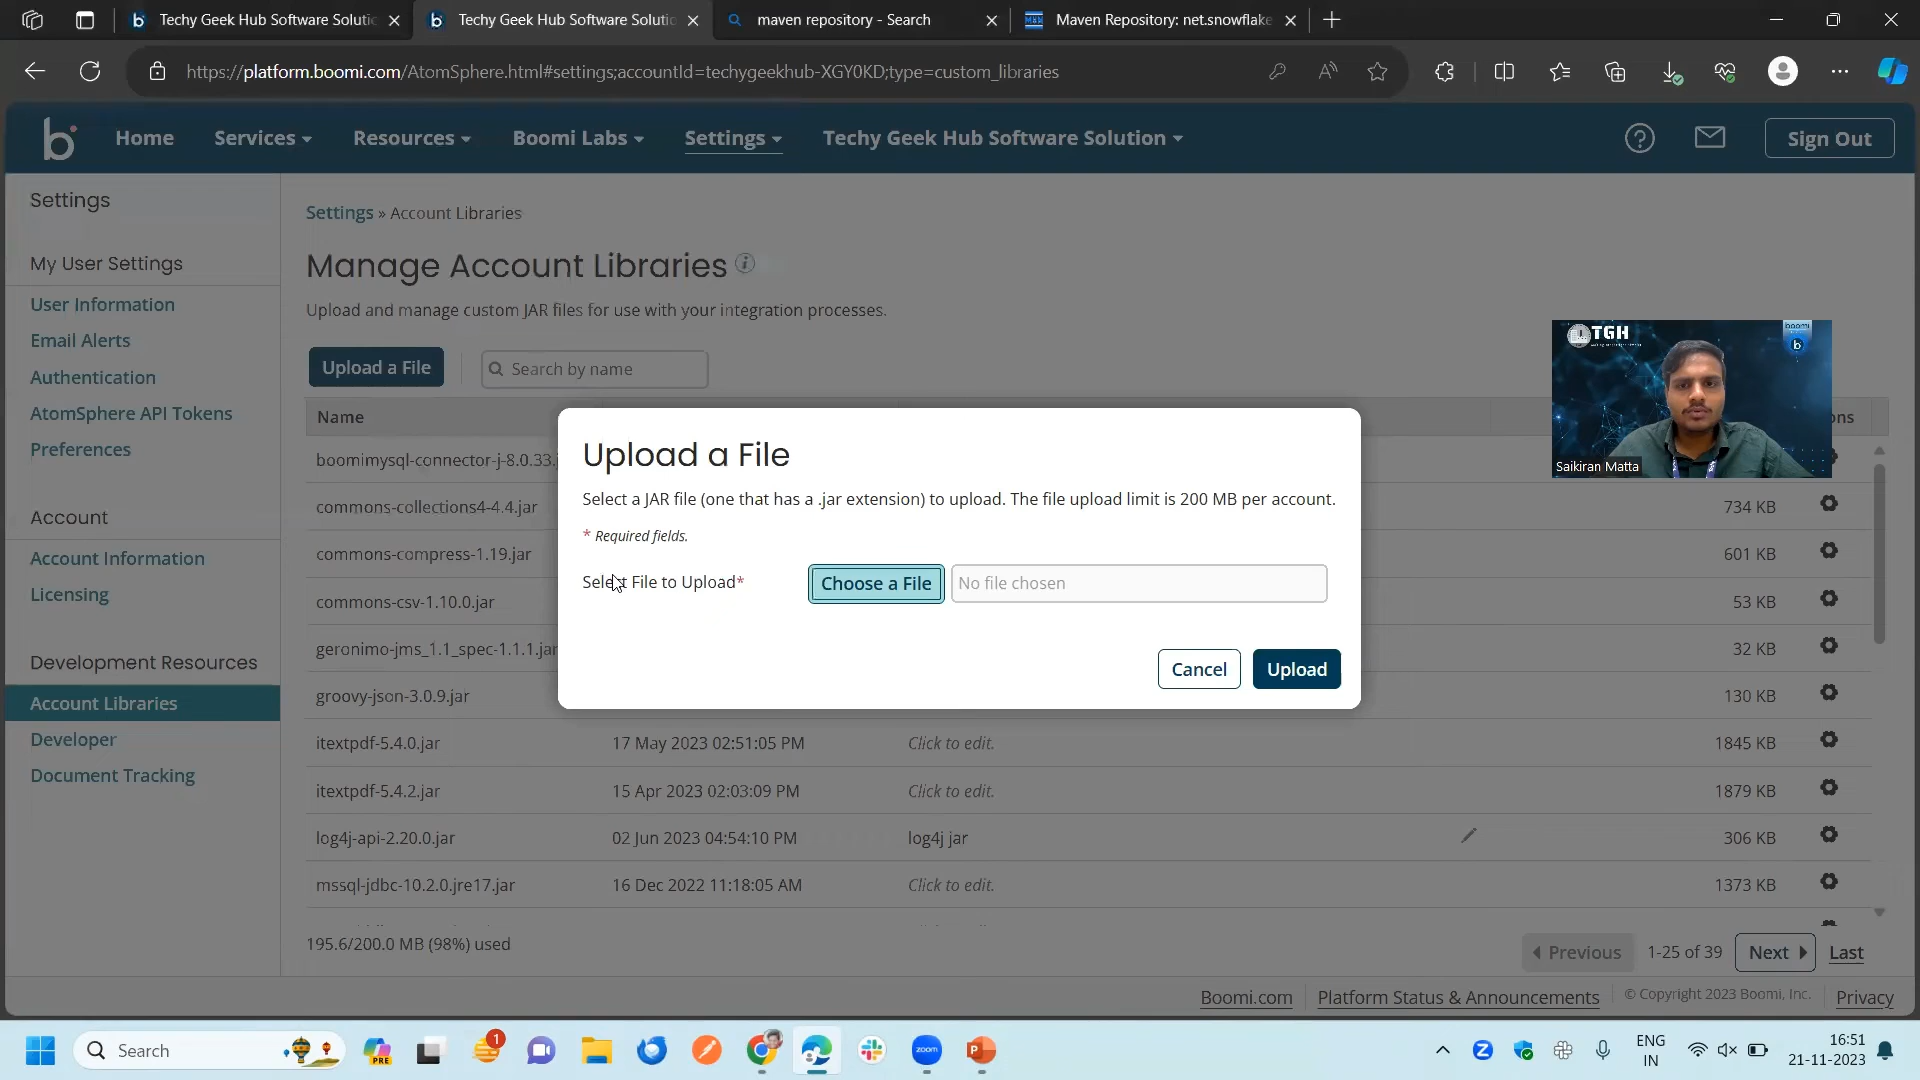 Techy Geek Hub Software Solutic
Techy Geek Hub Software Solutic
maven repository - Search
Maven Repository: net.snowflake
https://platform.boomi.com/AtomSphere.html#settings;accountId=techygeekhub-XGY0KD;type=custom_libraries
b
Home
Services
Resources
Boomi Labs
Settings
Techy Geek Hub Software Solution
Sign Out
Settings
My User Settings
User Information
Email Alerts
Authentication
AtomSphere API Tokens
Preferences
Account
Account Information
Licensing
Development Resources
Account Libraries
Developer
Document Tracking
Settings » Account Libraries
Manage Account Libraries
Upload and manage custom JAR files for use with your integration processes.
Upload a File
Search by name
Name
ons
boomimysql-connector-j-8.0.33.j
commons-collections4-4.4.jar
734 KB
commons-compress-1.19.jar
601 KB
commons-csv-1.10.0.jar
53 KB
geronimo-jms_1.1_spec-1.1.1.jar
32 KB
groovy-json-3.0.9.jar
130 KB
itextpdf-5.4.0.jar 17 May 2023 02:51:05 PM Click to edit. 1845 KB
itextpdf-5.4.2.jar 15 Apr 2023 02:03:09 PM Click to edit. 1879 KB
log4j-api-2.20.0.jar 02 Jun 2023 04:54:10 PM log4j jar 306 KB
mssql-jdbc-10.2.0.jre17.jar 16 Dec 2022 11:18:05 AM Click to edit. 1373 KB
195.6/200.0 MB (98%) used
Previous 1-25 of 39 Next Last
Upload a File
Select a JAR file (one that has a .jar extension) to upload. The file upload limit is 200 MB per account.
* Required fields.
Select File to Upload*
Choose a File
No file chosen
Cancel
Upload
TGH
boomi
b
Saikiran Matta
Boomi.com
Platform Status & Announcements
© Copyright 2023 Boomi, Inc.
Privacy
Search
PRE
1
zoom
ENG
IN
16:51
21-11-2023